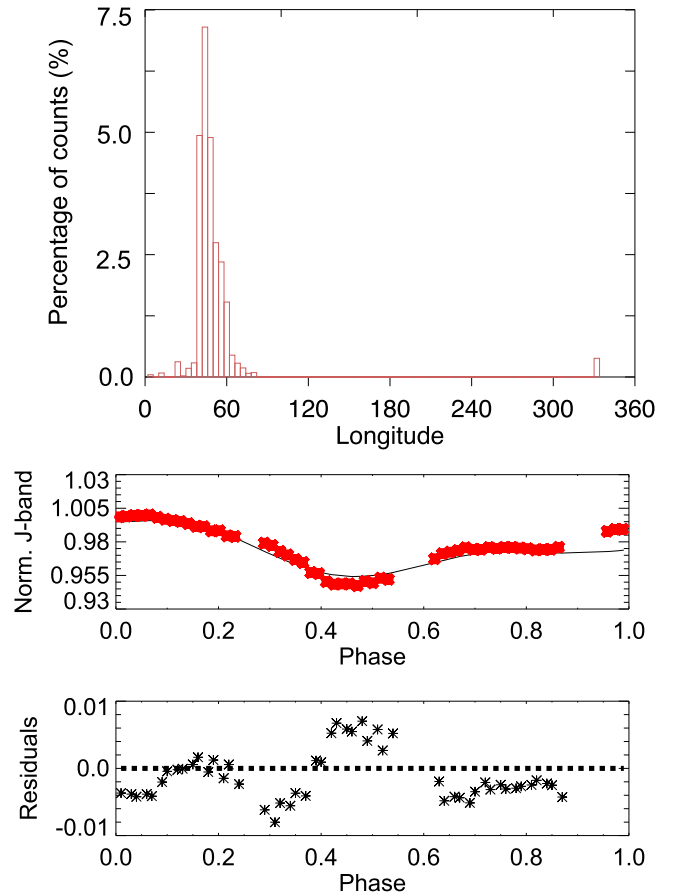 7.5
5.0
2.5
0.0
Percentage of counts (%)
0 60 120 180 240 300 360
Longitude
1.03
1.005
0.98
0.955
0.93
Norm. J-band
0.0 0.2 0.4 0.6 0.8 1.0
Phase
0.01
0.0
-0.01
Residuals
0.0 0.2 0.4 0.6 0.8 1.0
Phase